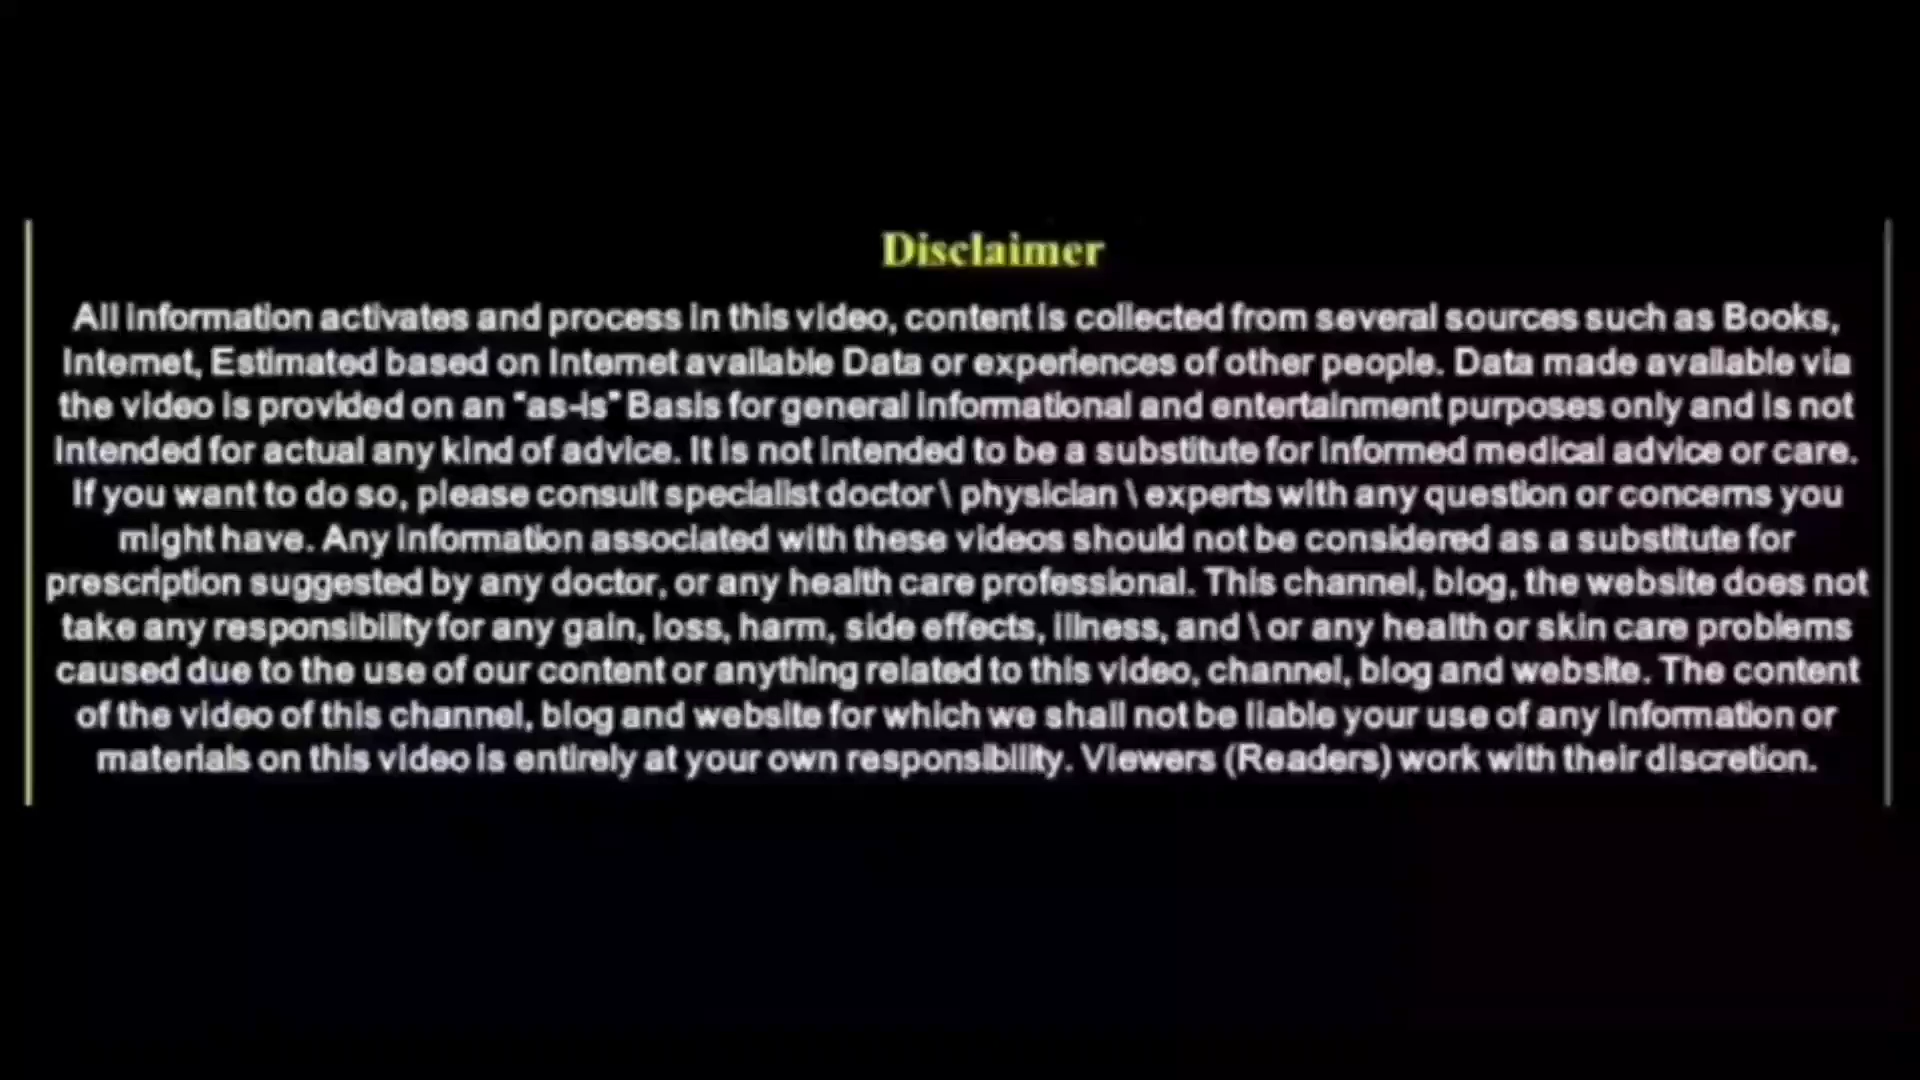 Disclaimer
All information activates and process in this video, content is collected from several sources such as Books,
Internet, Estimated based on Internet available Data or experiences of other people. Data made available via
the video is provided on an "as-is" Basis for general informational and entertainment purposes only and is not
intended for actual any kind of advice. It is not intended to be a substitute for informed medical advice or care.
If you want to do so, please consult specialist doctor \ physician \ experts with any question or concerns you
might have. Any information associated with these videos should not be considered as a substitute for
prescription suggested by any doctor, or any health care professional. This channel, blog, the website does not
take any responsibility for any gain, loss, harm, side effects, illness, and \ or any health or skin care problems
caused due to the use of our content or anything related to this video, channel, blog and website. The content
of the video of this channel, blog and website for which we shall not be liable your use of any information or
materials on this video is entirely at your own responsibility. Viewers (Readers) work with their discretion.